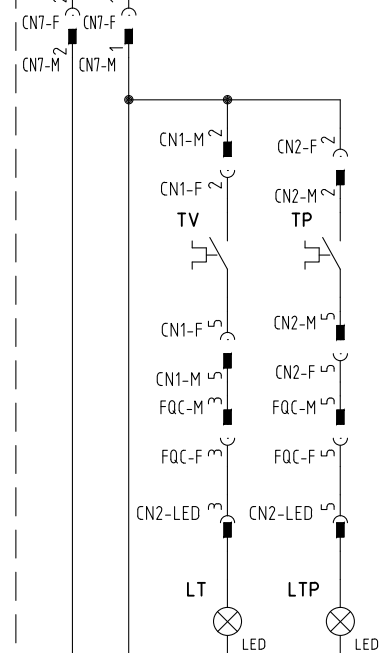 CN7-F 2 CN7-F
CN7-M 2 CN7-M 1
CN1-M 2
CN2-F 2
CN1-F 2
CN2-M 2
TV TP
CN1-F 5 CN2-M 5
CN1-M 5 CN2-F 5
FQC-M 3 FQC-M 5
FQC-F 3 FQC-F 5
CN2-LED 3 CN2-LED 5
LT LTP
LED LED